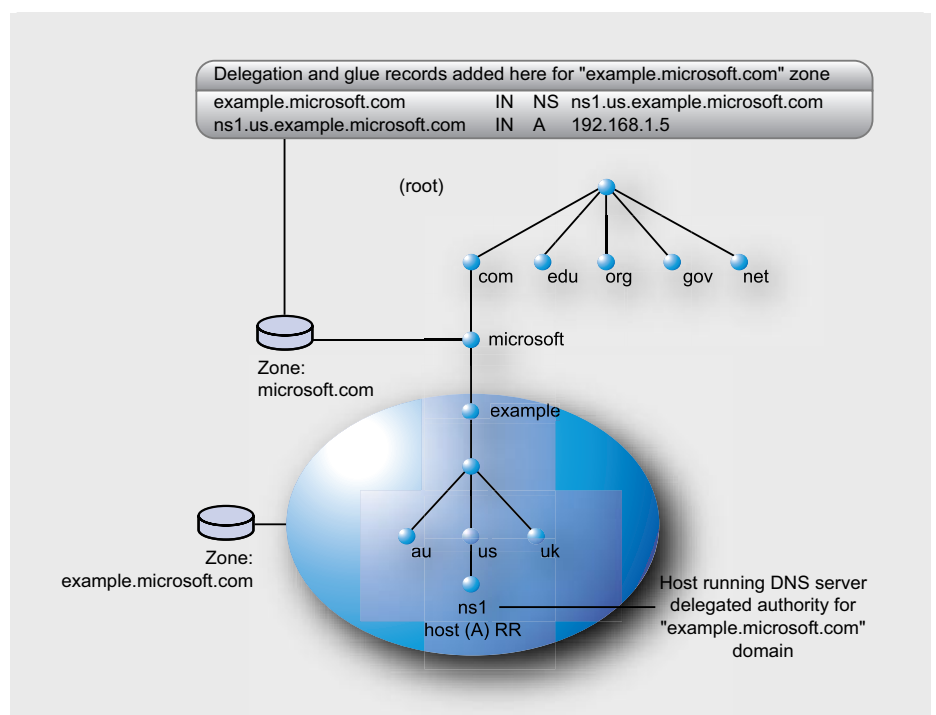 Delegation and glue records added here for "example.microsoft.com" zone
example.microsoft.com IN NS ns1.us.example.microsoft.com
ns1.us.example.microsoft.com IN A 192.168.1.5
(root)
com edu org gov net
microsoft
Zone:
microsoft.com
example
au us uk
Zone:
example.microsoft.com
ns1
host (A) RR
Host running DNS server
delegated authority for
"example.microsoft.com"
domain